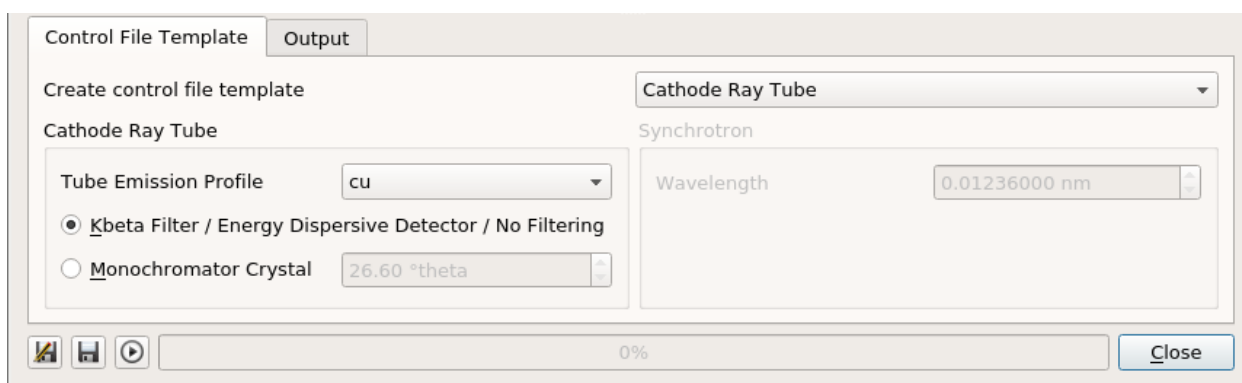 Control File Template Output
Create control file template Cathode Ray Tube
Cathode Ray Tube Synchrotron
Tube Emission Profile cu Wavelength 0.01236000 nm
Kbeta Filter / Energy Dispersive Detector / No Filtering
Monochromator Crystal 26.60 °theta
0% Close